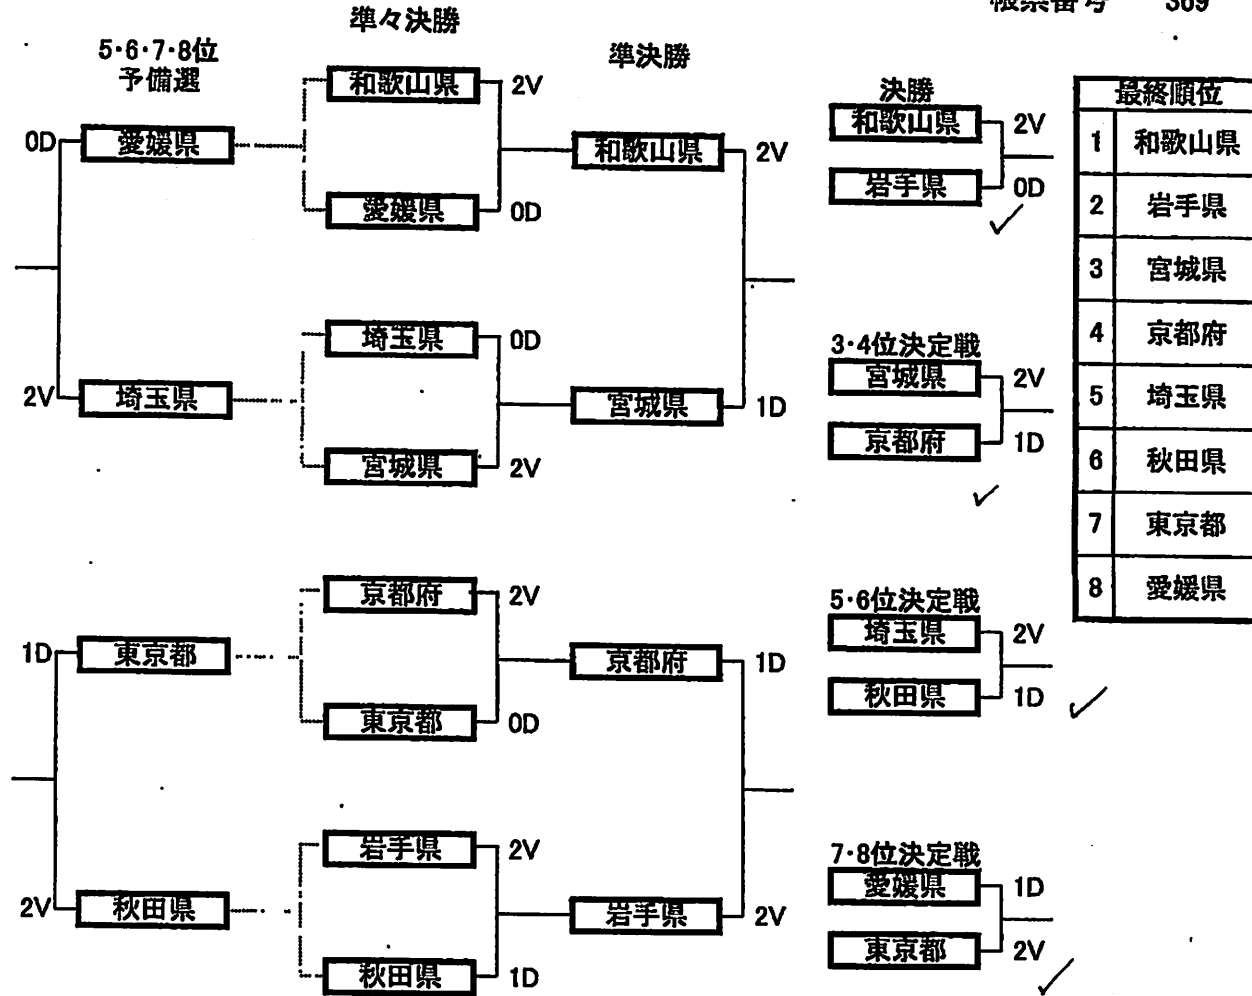 帳票番号 369
準々決勝
5・6・7・8位
予備選
準決勝
決勝
和歌山県 2V
愛媛県 0D
埼玉県 0D
宮城県 2V
京都府 2V
東京都 0D
岩手県 2V
秋田県 1D
0D 愛媛県
2V 埼玉県
1D 東京都
2V 秋田県
和歌山県 2V
宮城県 1D
京都府 1D
岩手県 2V
和歌山県 2V
岩手県 0D
3・4位決定戦
宮城県 2V
京都府 1D
5・6位決定戦
埼玉県 2V
秋田県 1D
7・8位決定戦
愛媛県 1D
東京都 2V
最終順位
1 和歌山県
2 岩手県
3 宮城県
4 京都府
5 埼玉県
6 秋田県
7 東京都
8 愛媛県